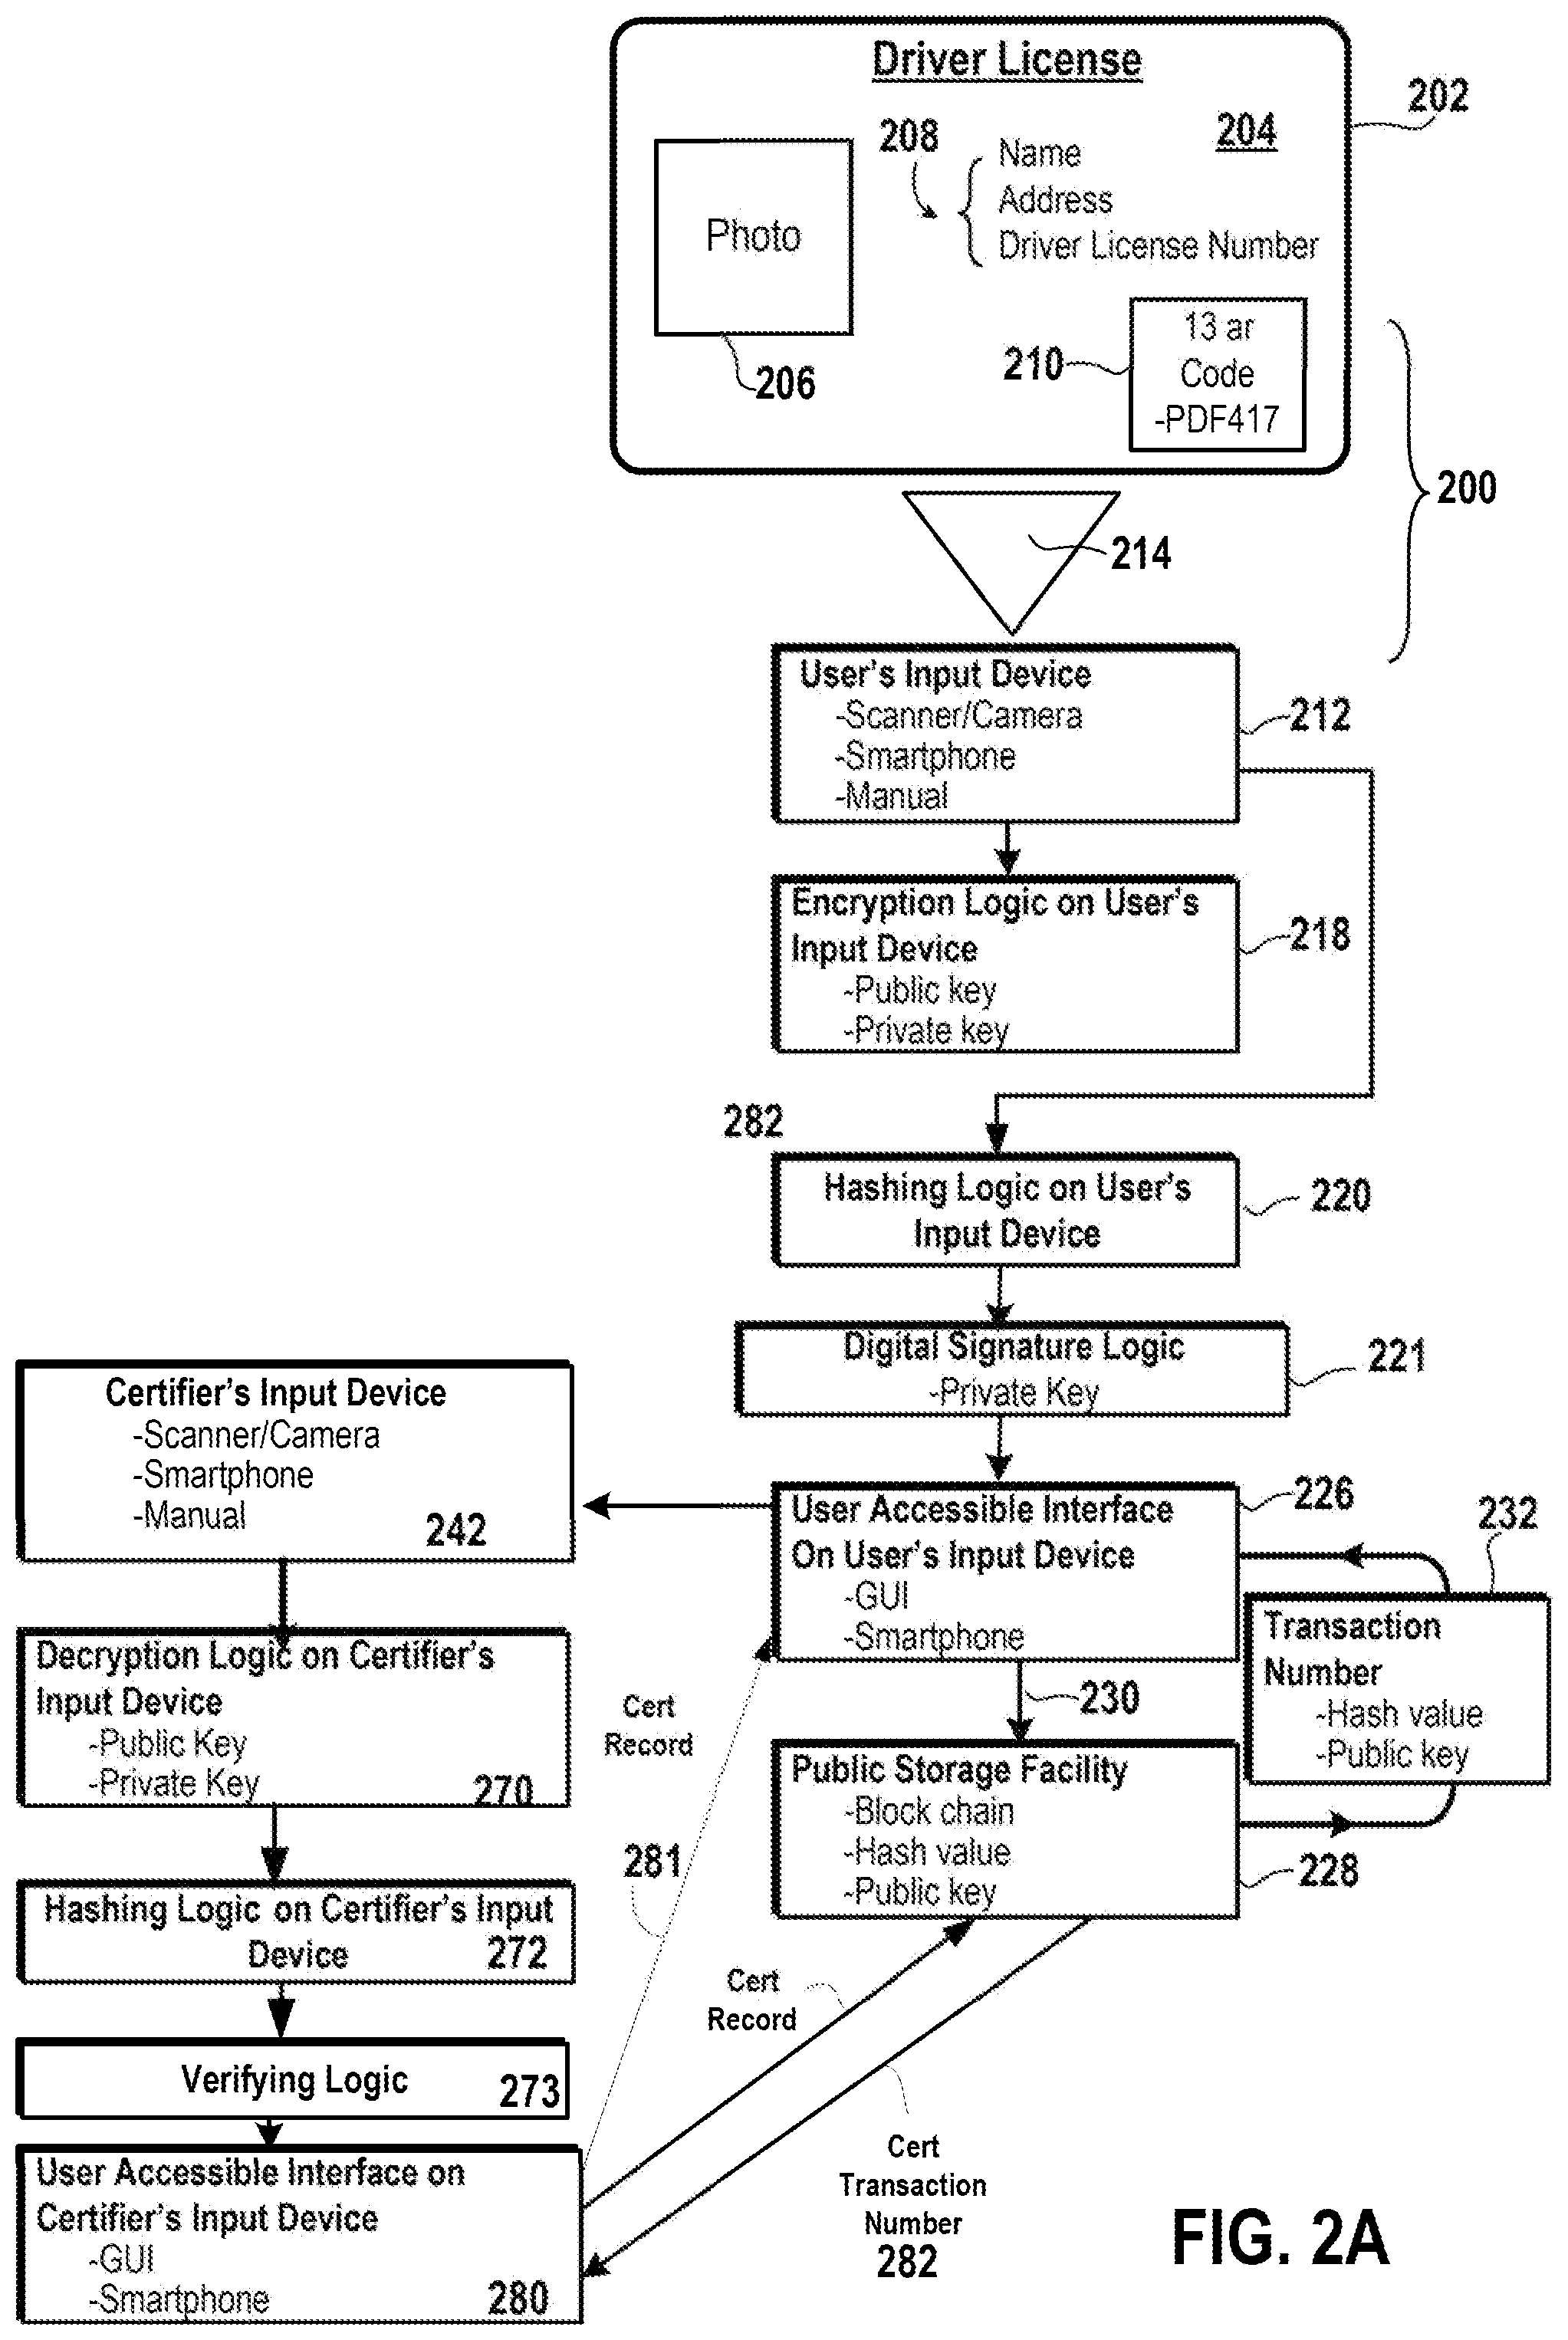 Driver License
202
204
208
Name
Address
Driver License Number
Photo
206
210
13 ar
Code
-PDF417
200
214
User's Input Device
-Scanner/Camera
-Smartphone
-Manual
212
Encryption Logic on User's
Input Device
-Public key
-Private key
218
282
Hashing Logic on User's
Input Device
220
Digital Signature Logic
-Private Key
221
Certifier's Input Device
-Scanner/Camera
-Smartphone
-Manual
242
User Accessible Interface
On User's Input Device
-GUI
-Smartphone
226
232
Transaction
Number
-Hash value
-Public key
230
Decryption Logic on Certifier's
Input Device
-Public Key
-Private Key
270
Cert
Record
281
Public Storage Facility
-Block chain
-Hash value
-Public key
228
Hashing Logic on Certifier's Input
Device
272
Cert
Record
Verifying Logic
273
User Accessible Interface on
Certifier's Input Device
-GUI
-Smartphone
280
Cert
Transaction
Number
282
FIG. 2A